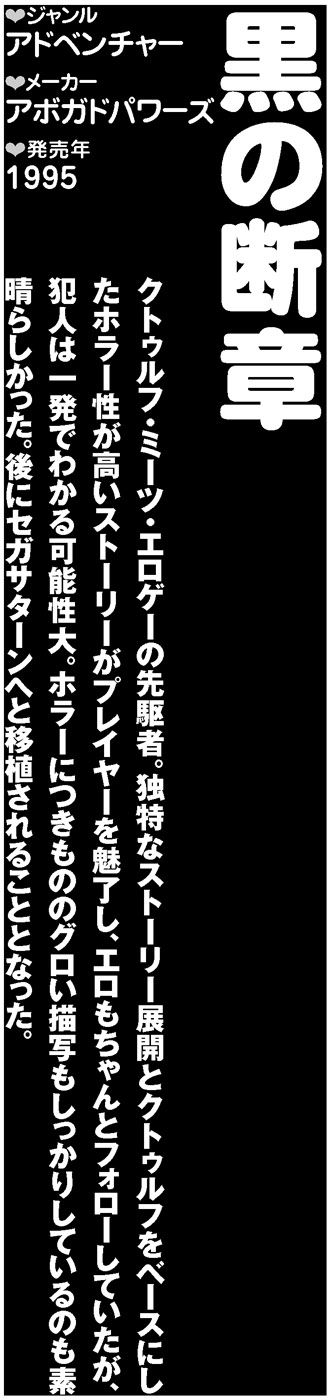 黒の断章
❤ジャンル
アドベンチャー
❤メーカー
アボガドパワーズ
❤発売年
1995
クトゥルフ・ミーツ・エロゲーの先駆者。独特なストーリー展開とクトゥルフをベースにし
たホラー性が高いストーリーがプレイヤーを魅了し、エロもちゃんとフォローしていたが、
犯人は一発でわかる可能性大。ホラーにつきもののグロい描写もしっかりしているのも素
晴らしかった。後にセガサターンへと移植されることとなった。